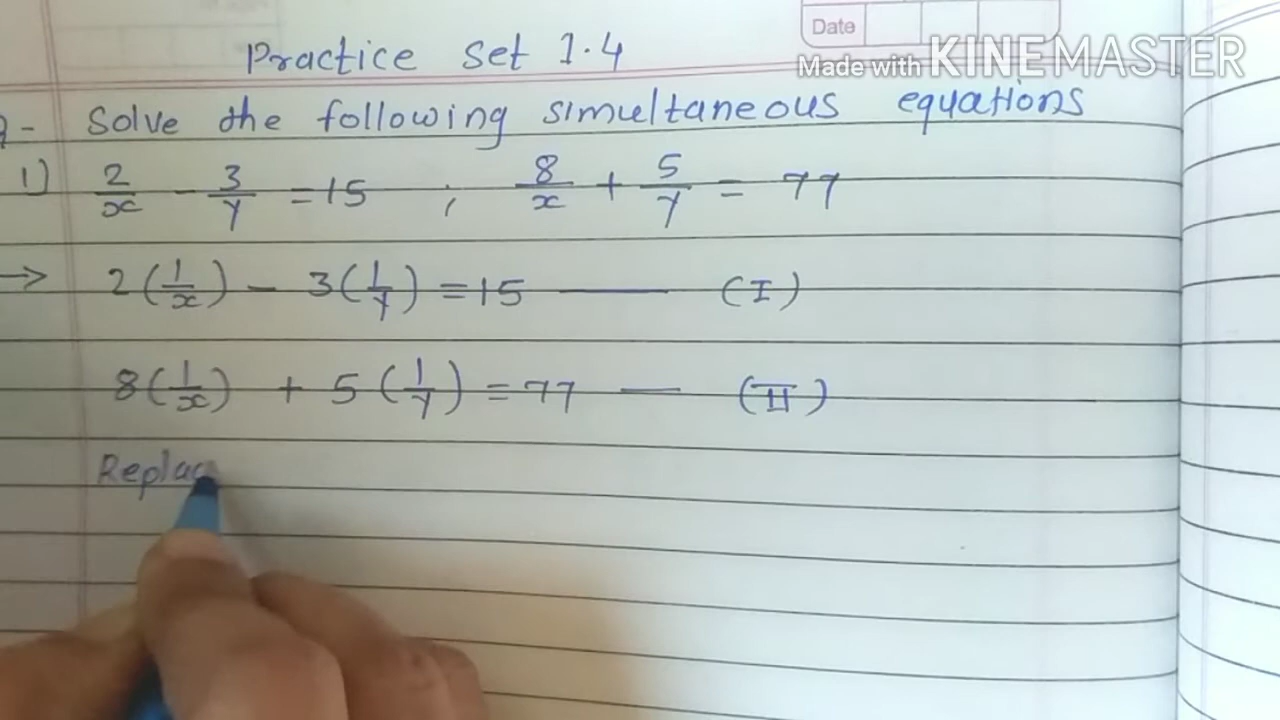 Date
Made with KINEMASTER
Practice Set 1.4
Q- Solve the following simultaneous equations
1) 2/x - 3/y = 15 ; 8/x + 5/y = 77
→ 2(1/x) - 3(1/y) = 15 —— (I)
8(1/x) + 5(1/y) = 77 — (II)
Replac